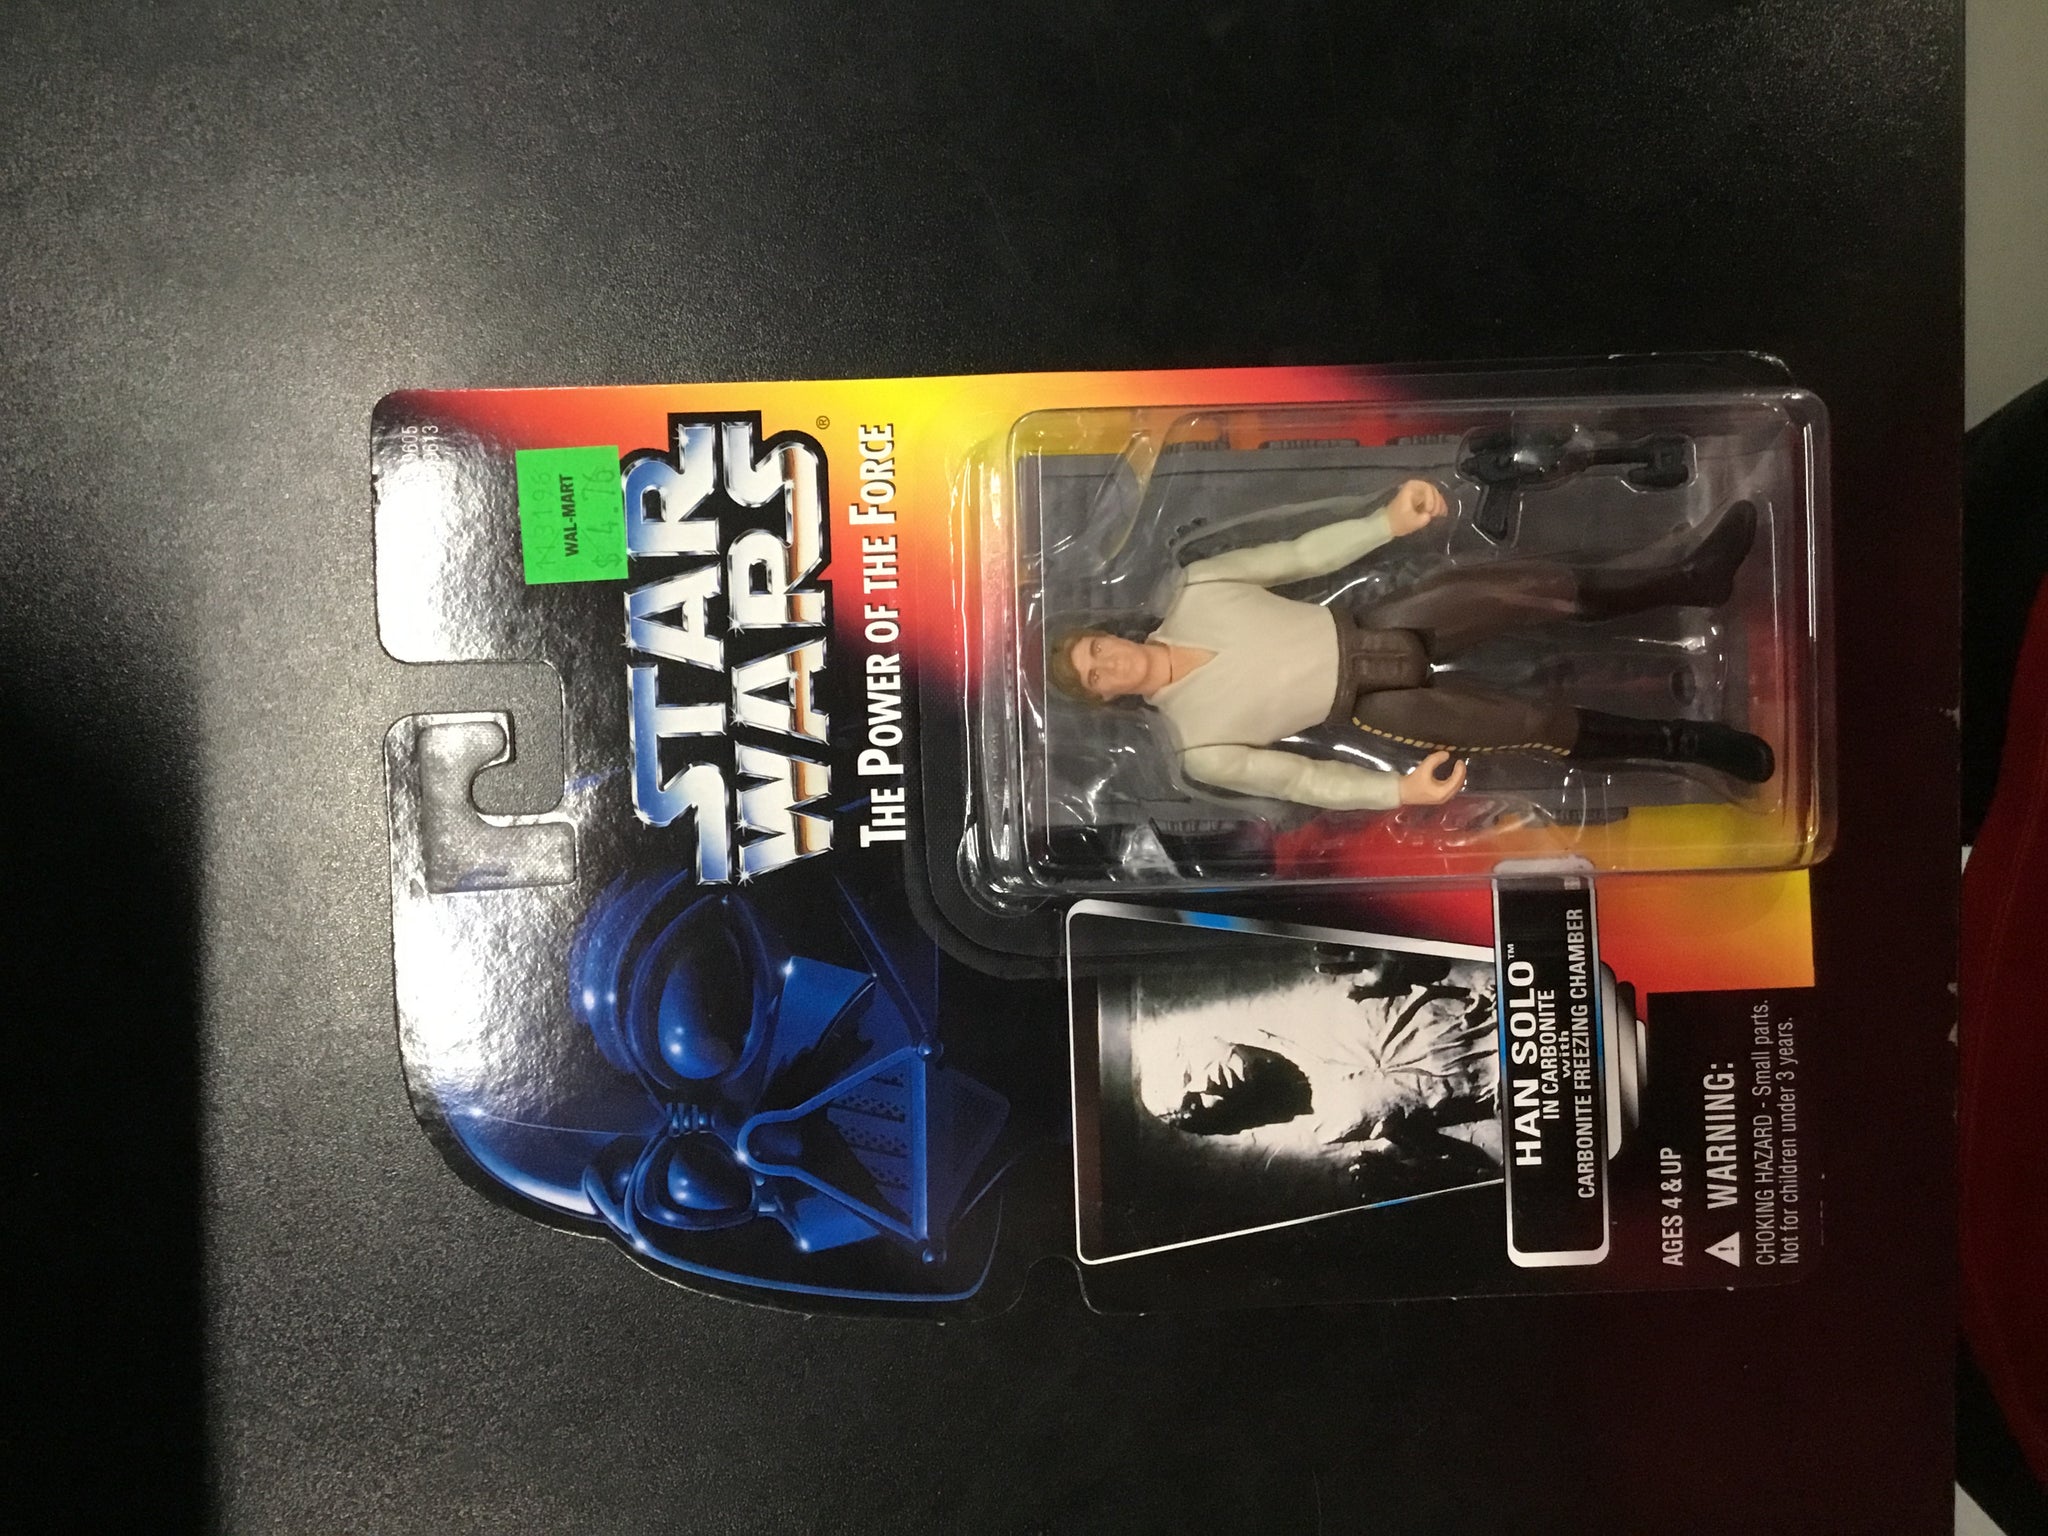 STAR
WARS®
THE POWER OF THE FORCE
WAL-MART
$4.76
HAN SOLO™
IN CARBONITE
with
CARBONITE FREEZING CHAMBER
AGES 4 & UP
WARNING:
CHOKING HAZARD - Small parts.
Not for children under 3 years.